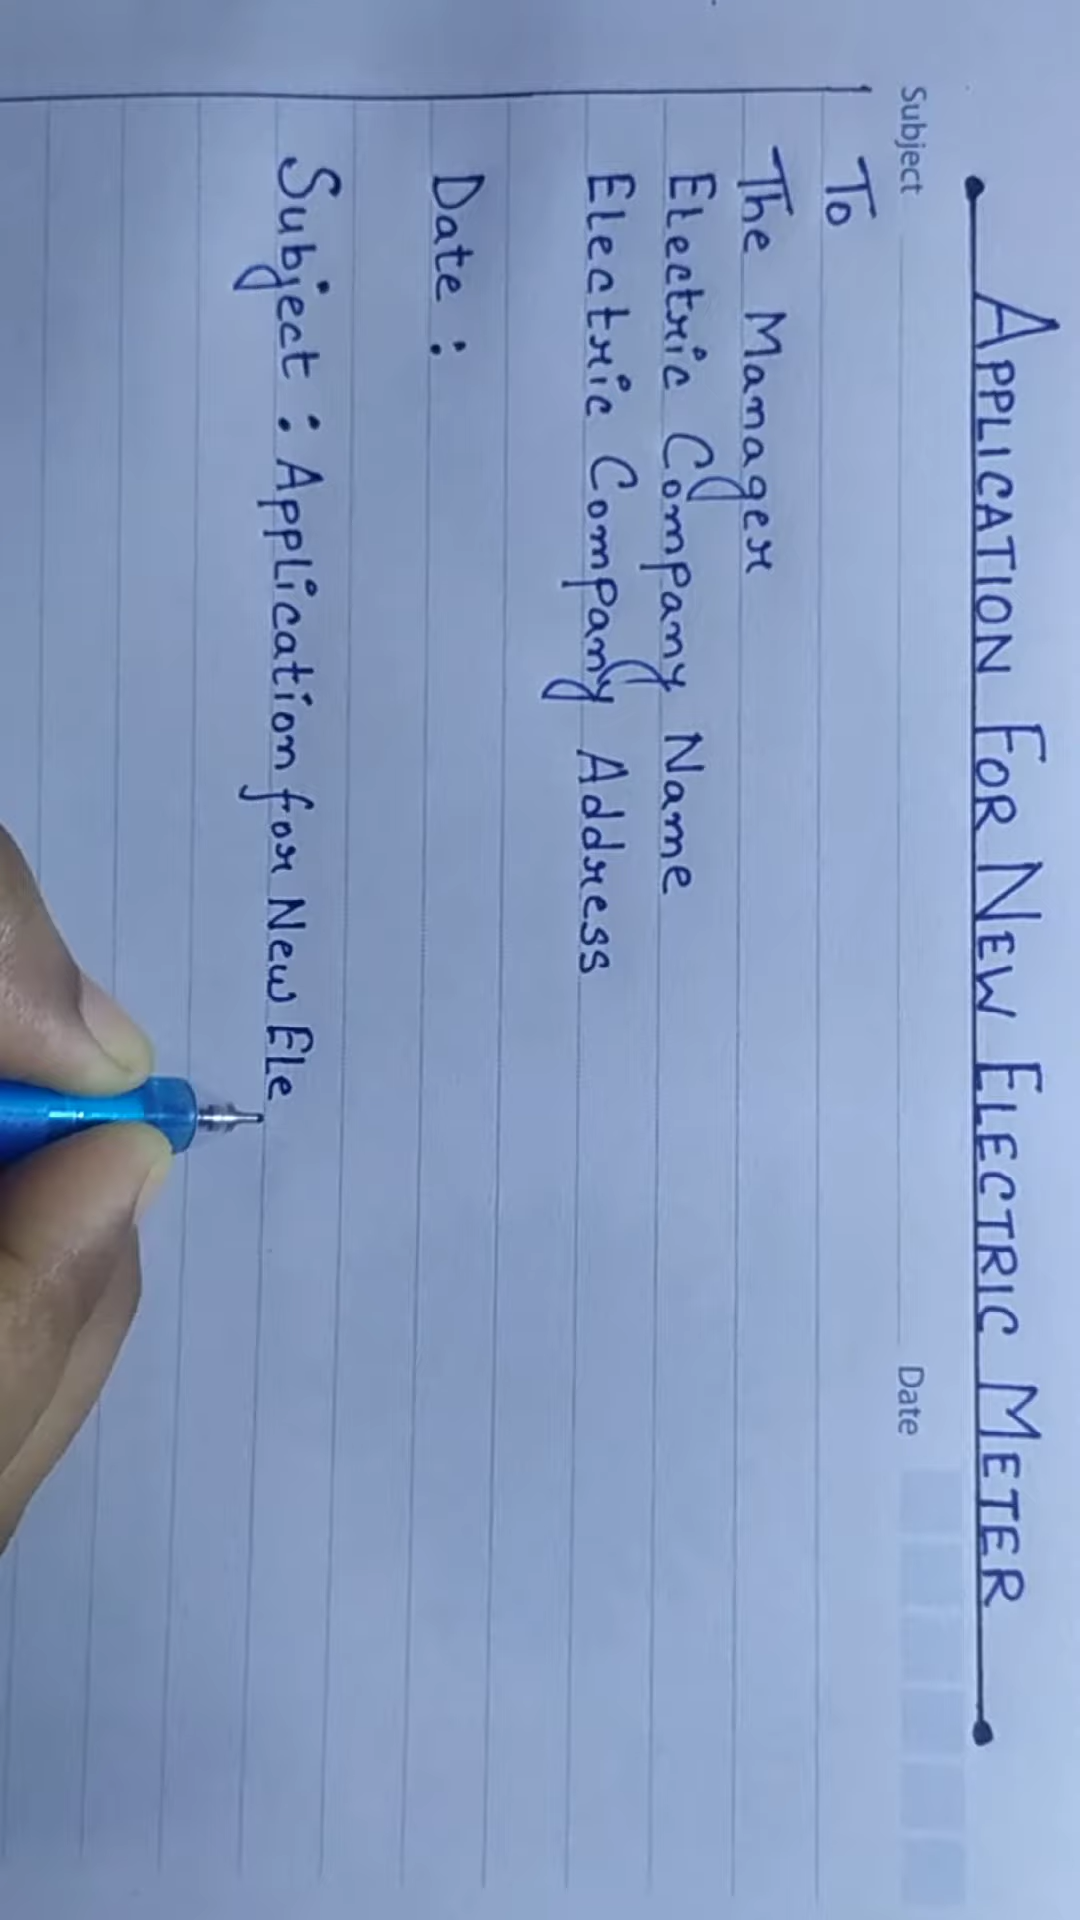 APPLICATION FOR NEW ELECTRIC METER
Subject Date
To
The Manager
Electric Company Name
Electric Company Address
Date :
Subject : Application for New Ele